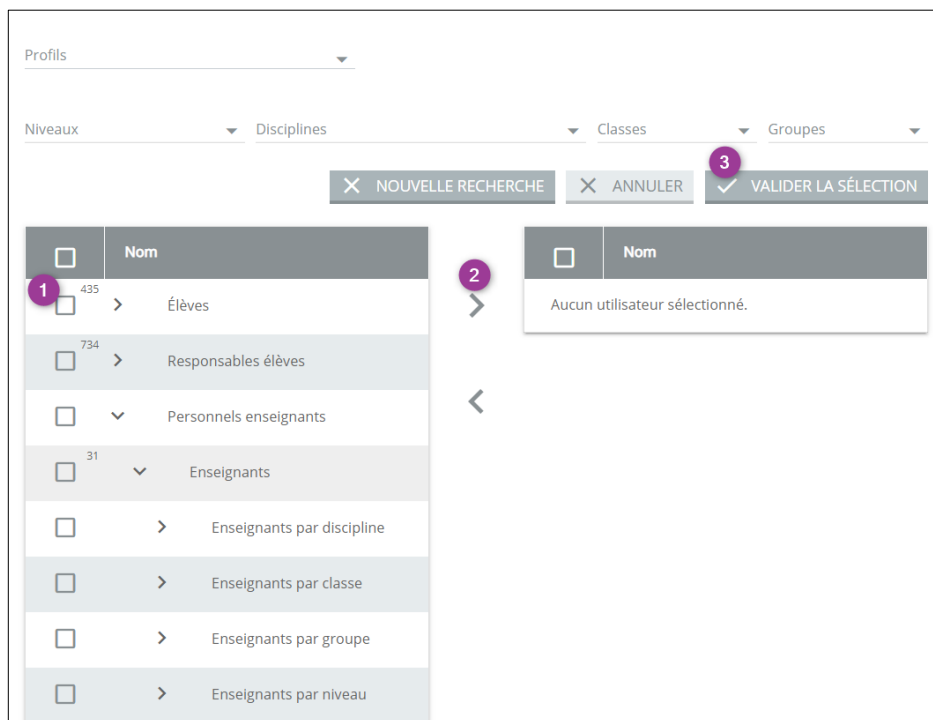 Profils
Niveaux Disciplines Classes Groupes
3
NOUVELLE RECHERCHE ANNULER VALIDER LA SÉLECTION
Nom Nom
1 435 Élèves 2 Aucun utilisateur sélectionné.
734 Responsables élèves
Personnels enseignants
31 Enseignants
Enseignants par discipline
Enseignants par classe
Enseignants par groupe
Enseignants par niveau